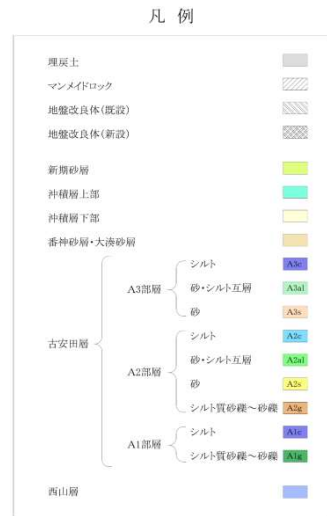 凡 例
埋戻土
マンメイドロック
地盤改良体(既設)
地盤改良体(新設)
新期砂層
沖積層上部
沖積層下部
番神砂層・大湊砂層
古安田層
A3部層
シルト A3c
砂・シルト互層 A3al
砂 A3s
A2部層
シルト A2c
砂・シルト互層 A2al
砂 A2s
シルト質砂礫～砂礫 A2g
A1部層
シルト A1c
シルト質砂礫～砂礫 A1g
西山層